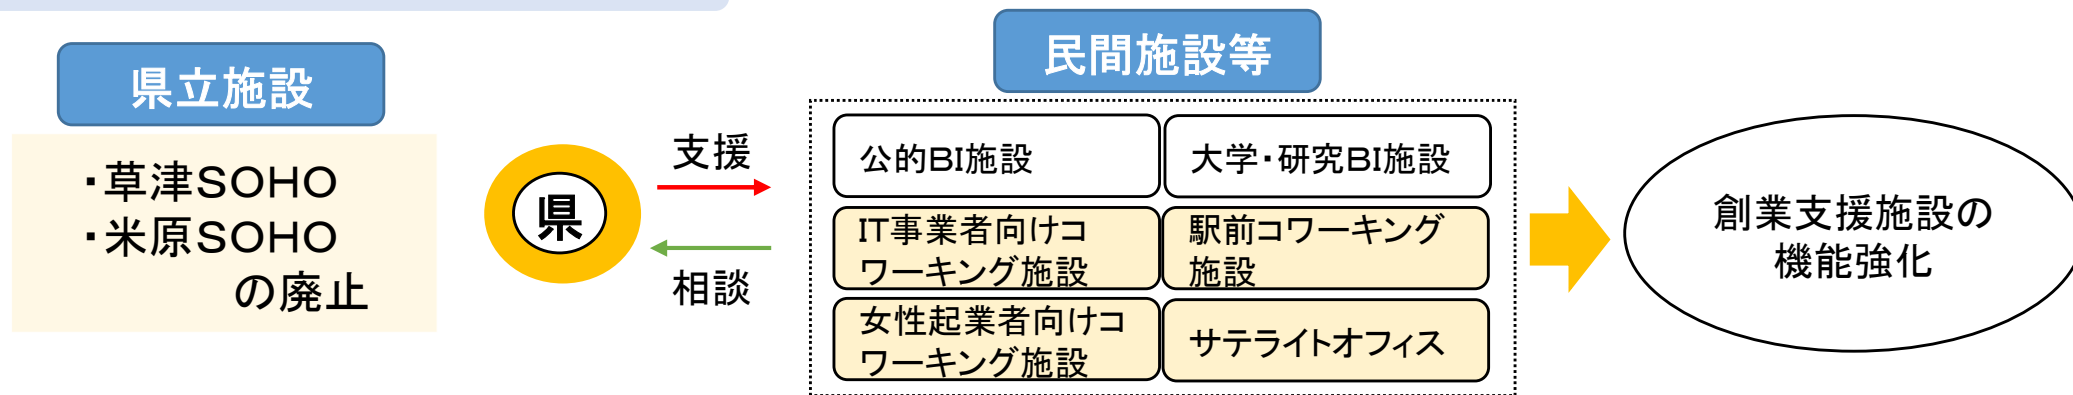 県立施設
・草津SOHO
・米原SOHO
の廃止
県
支援
相談
民間施設等
公的BI施設
大学・研究BI施設
IT事業者向けコ
ワーキング施設
駅前コワーキング
施設
女性起業者向けコ
ワーキング施設
サテライトオフィス
創業支援施設の
機能強化